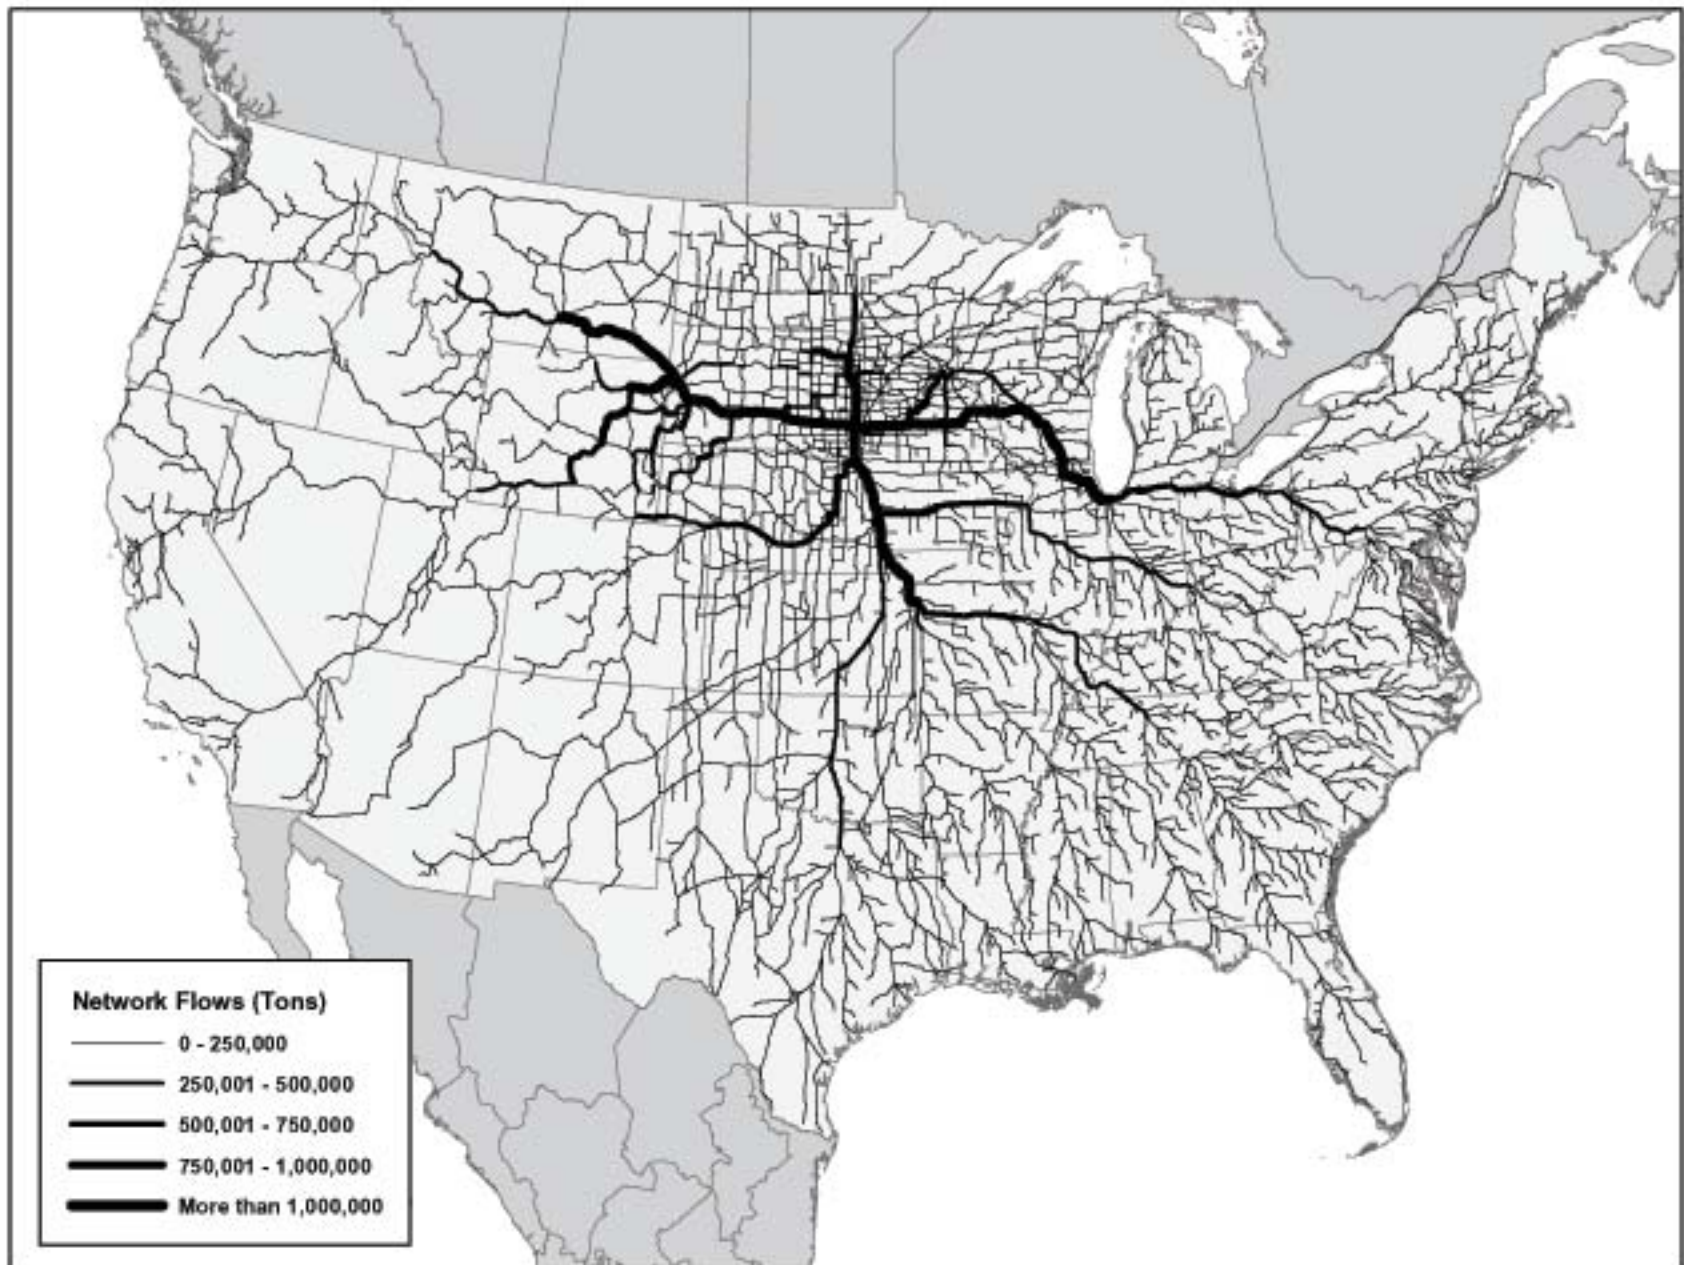 Network Flows (Tons)
0 - 250,000
250,001 - 500,000
500,001 - 750,000
750,001 - 1,000,000
More than 1,000,000